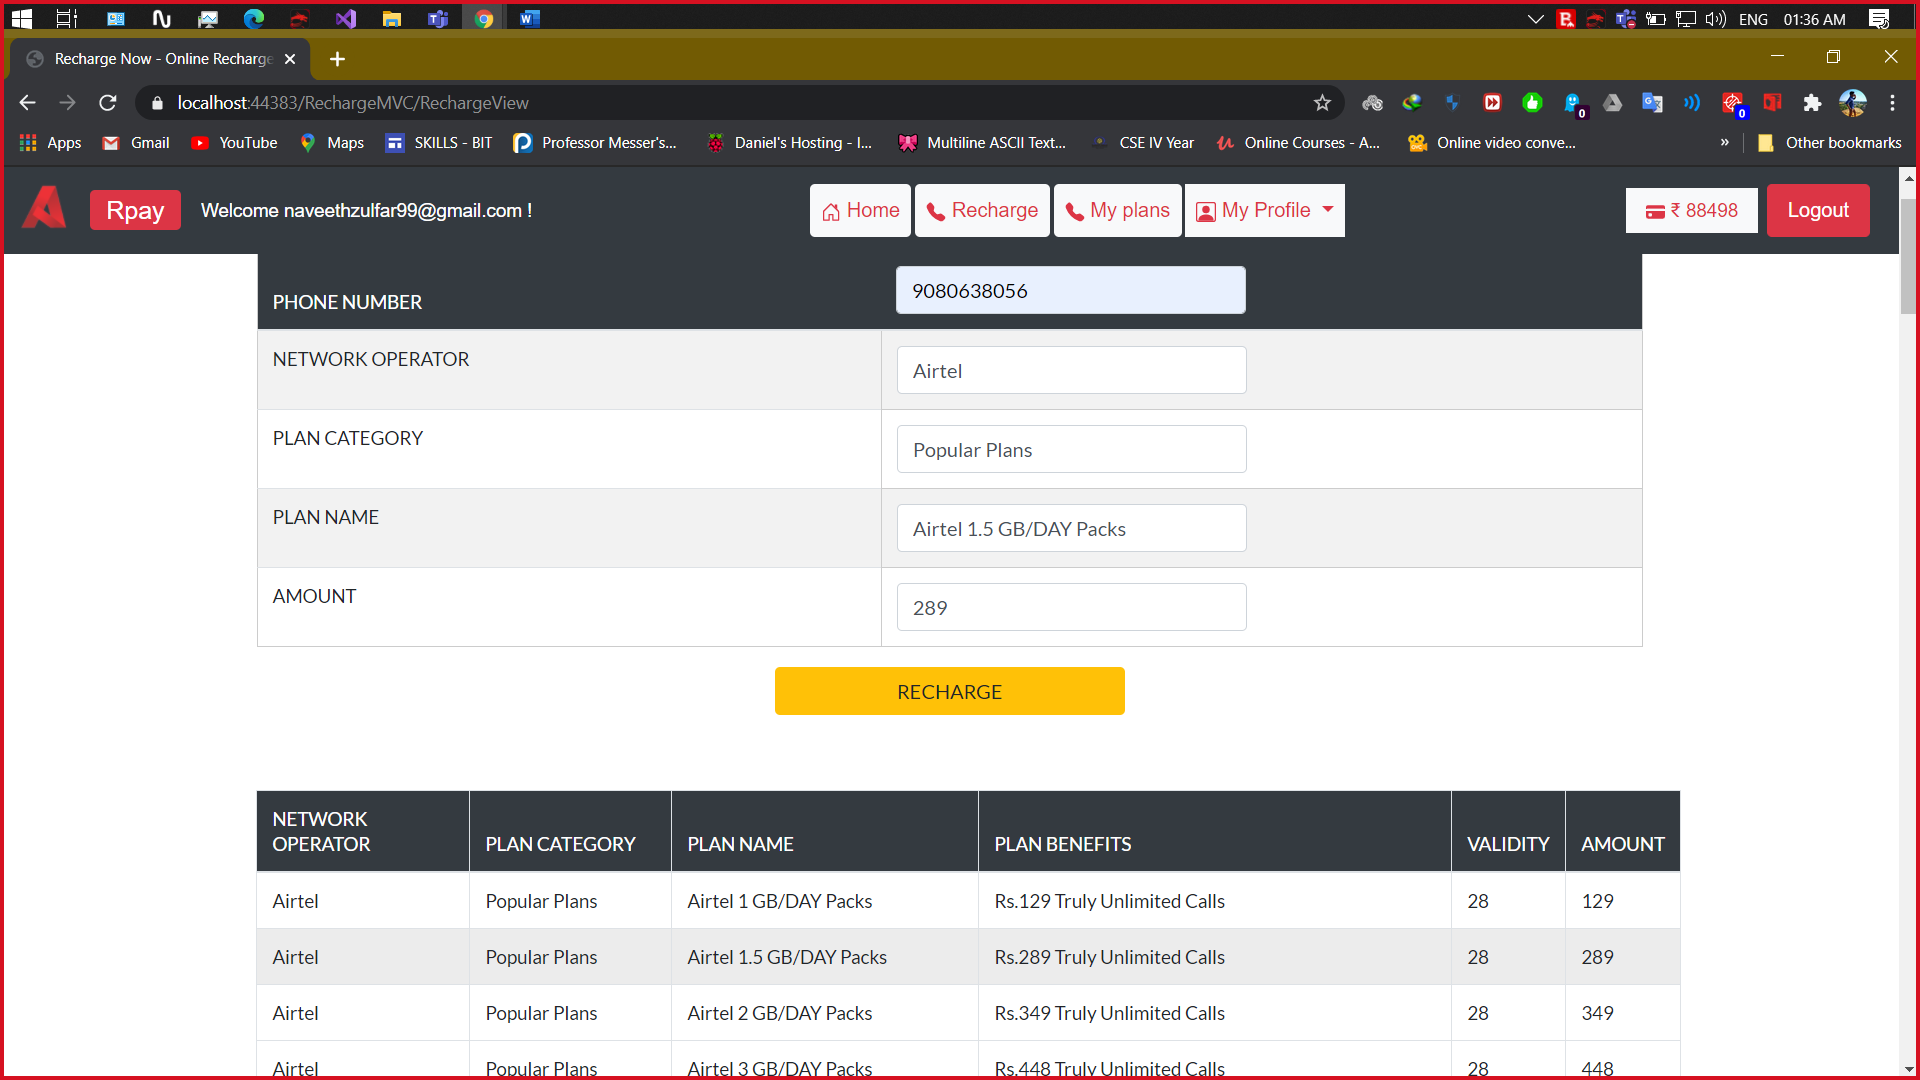 ENG 01:36 AM
Recharge Now - Online Recharge
localhost:44383/RechargeMVC/RechargeView
0 0
Apps Gmail YouTube Maps SKILLS - BIT Professor Messer's... Daniel's Hosting - I... Multiline ASCII Text... CSE IV Year Online Courses - A... Online video conve... » Other bookmarks
Rpay Welcome naveethzulfar99@gmail.com ! Home Recharge My plans My Profile ₹ 88498 Logout
PHONE NUMBER 9080638056
NETWORK OPERATOR Airtel
PLAN CATEGORY Popular Plans
PLAN NAME Airtel 1.5 GB/DAY Packs
AMOUNT 289
RECHARGE
NETWORK OPERATOR PLAN CATEGORY PLAN NAME PLAN BENEFITS VALIDITY AMOUNT
Airtel Popular Plans Airtel 1 GB/DAY Packs Rs.129 Truly Unlimited Calls 28 129
Airtel Popular Plans Airtel 1.5 GB/DAY Packs Rs.289 Truly Unlimited Calls 28 289
Airtel Popular Plans Airtel 2 GB/DAY Packs Rs.349 Truly Unlimited Calls 28 349
Airtel Popular Plans Airtel 3 GB/DAY Packs Rs.448 Truly Unlimited Calls 28 448